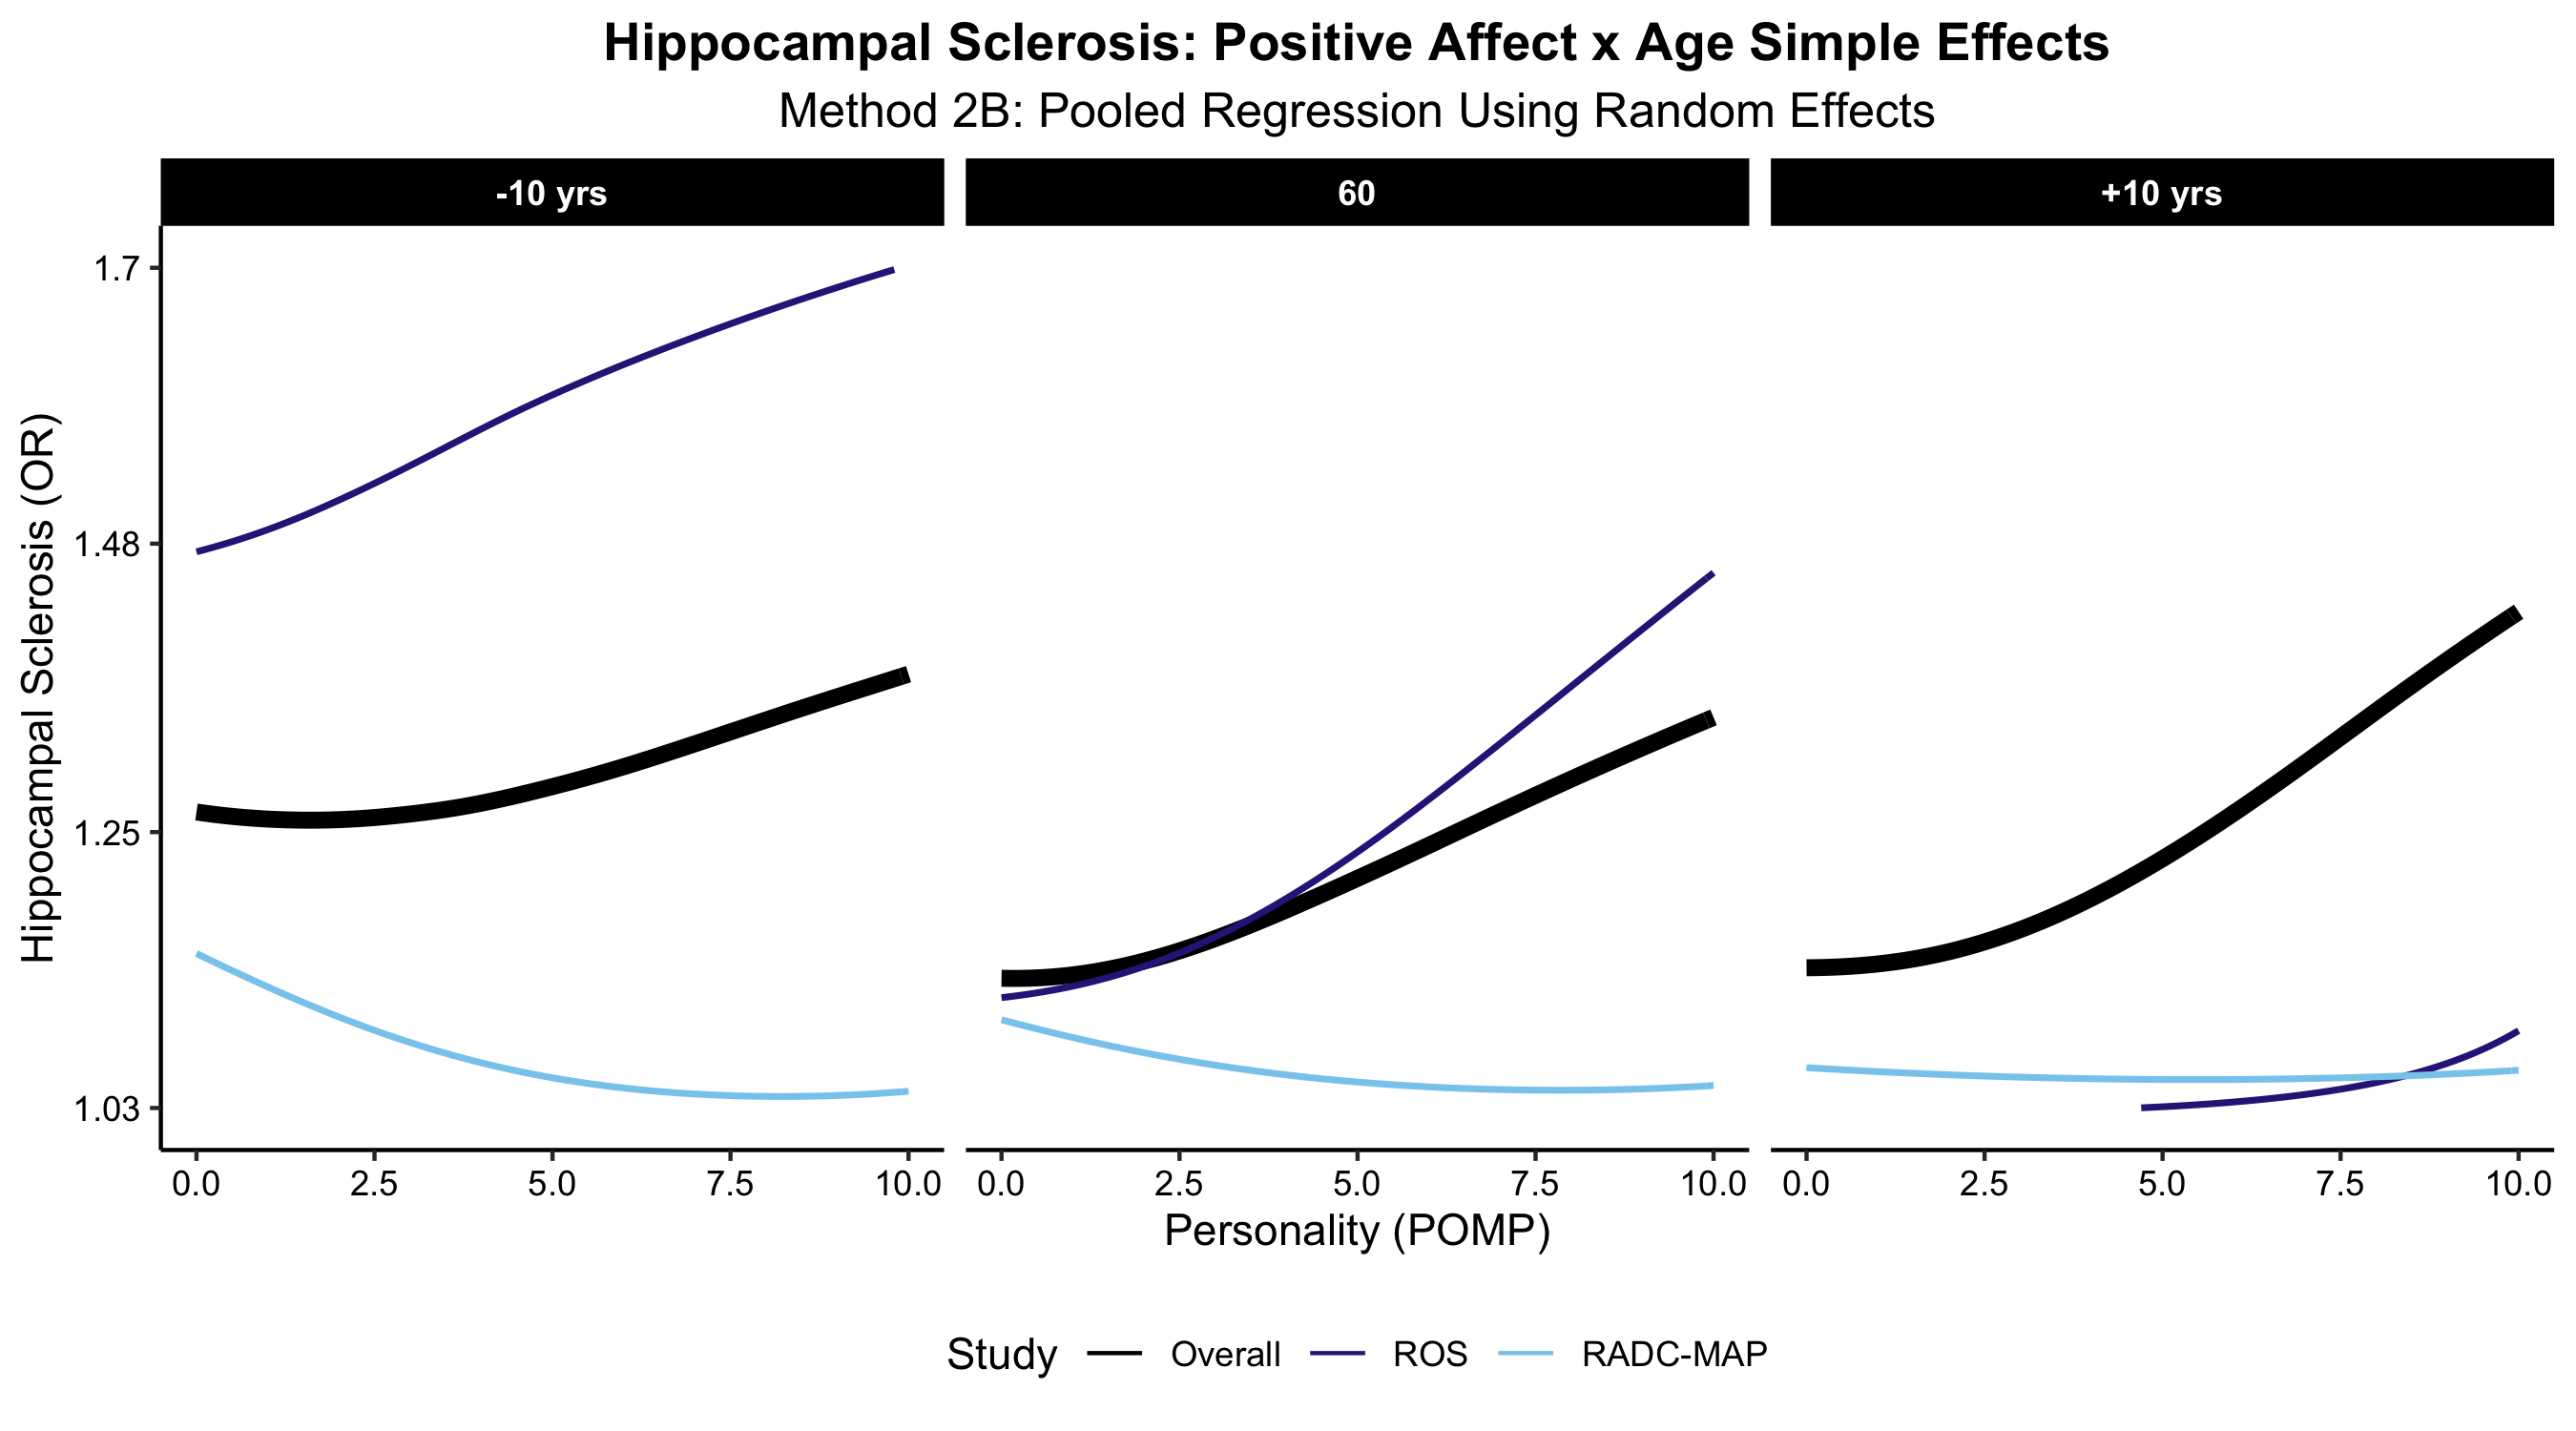 Hippocampal Sclerosis: Positive Affect x Age Simple Effects
Method 2B: Pooled Regression Using Random Effects
-10 yrs 60 +10 yrs
Hippocampal Sclerosis (OR)
1.7
1.48
1.25
1.03
0.0 2.5 5.0 7.5 10.0 0.0 2.5 5.0 7.5 10.0 0.0 2.5 5.0 7.5 10.0
Personality (POMP)
Study Overall ROS RADC-MAP